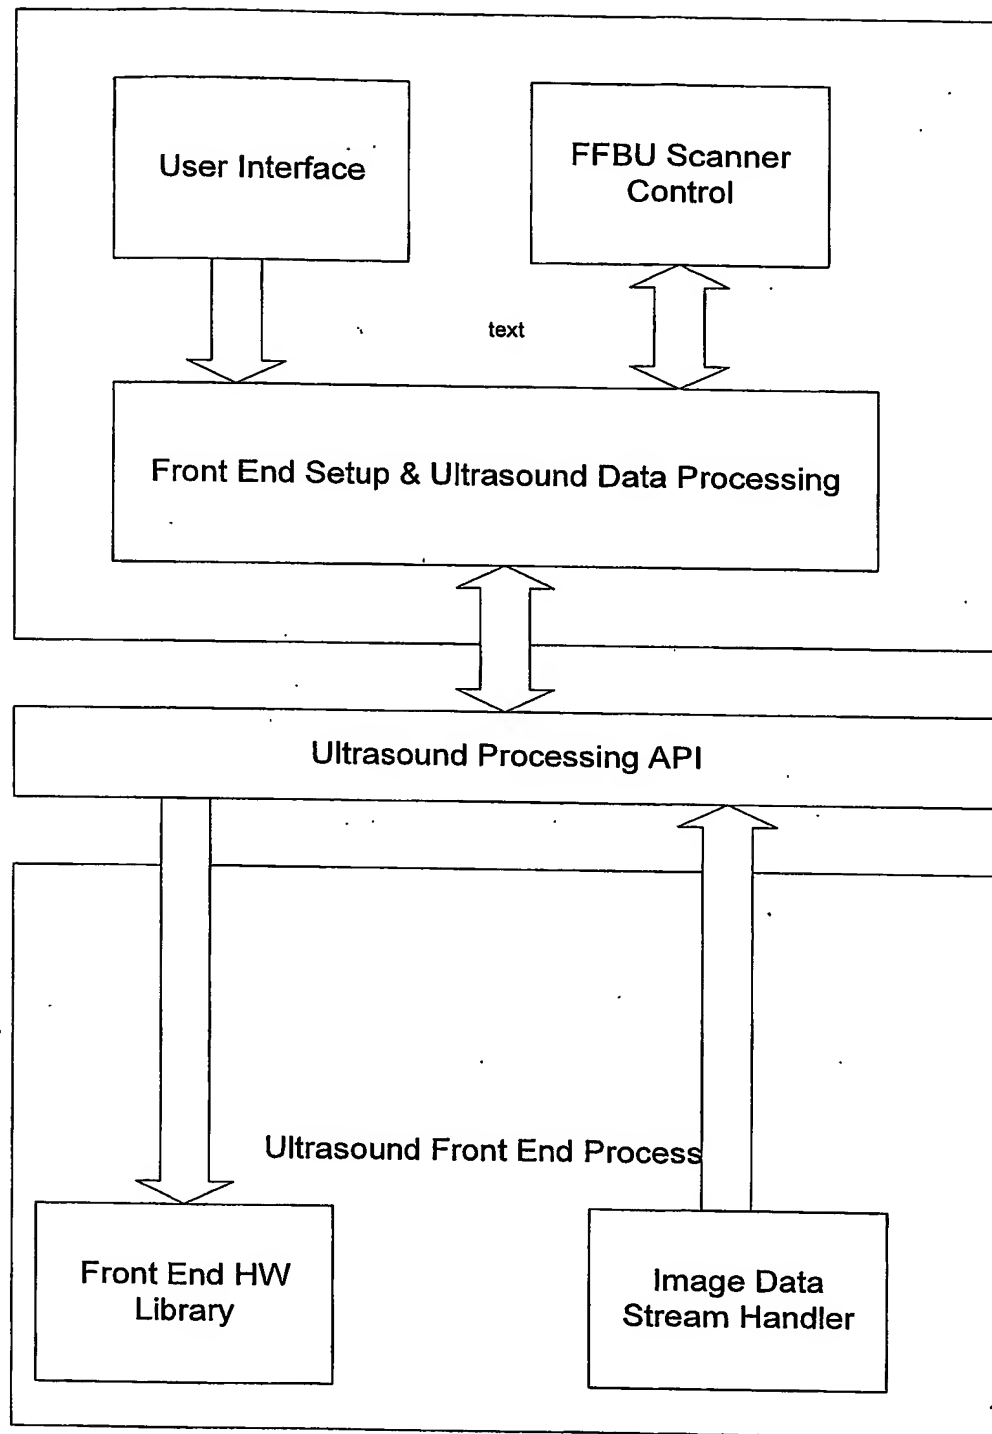 User Interface
FFBU Scanner
Control
text
Front End Setup & Ultrasound Data Processing
Ultrasound Processing API
Ultrasound Front End Process
Front End HW
Library
Image Data
Stream Handler